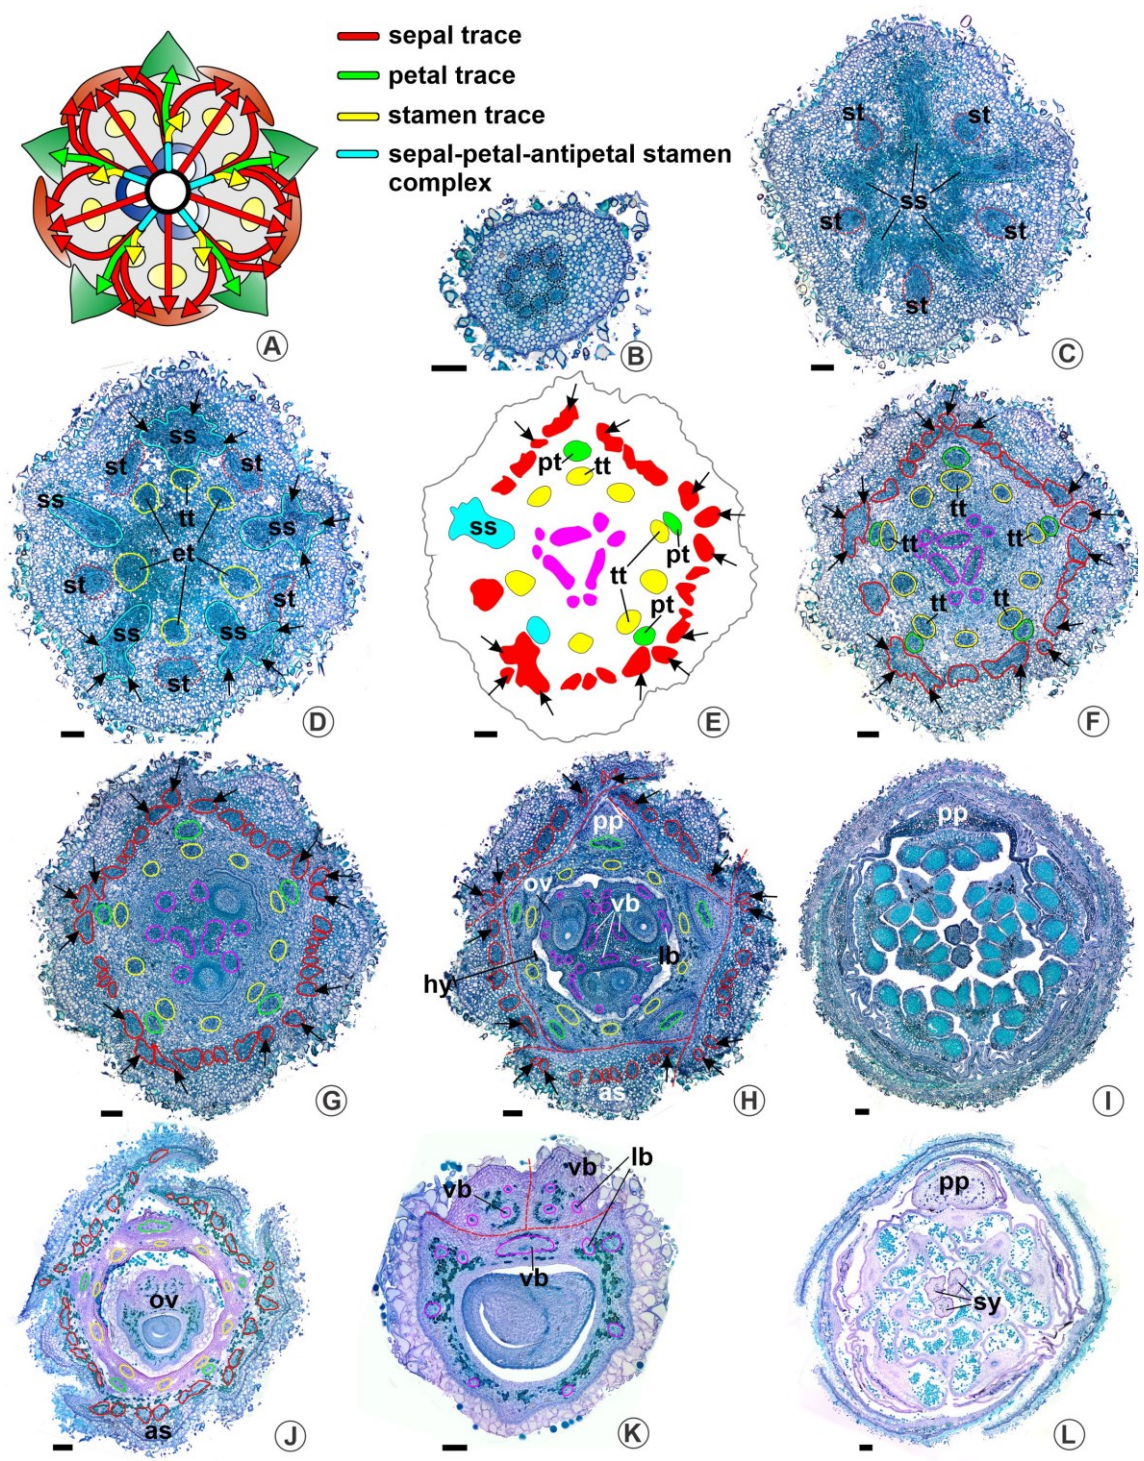 sepal trace
petal trace
stamen trace
sepal-petal-antipetal stamen
complex
A
B
st st
ss
st st
st
C
ss
st st
tt
ss ss
et
st st
ss ss
st
D
pt tt
ss
pt
tt
pt
E
tt
tt tt
tt tt
F
G
pp
ov
vb
lb
hy
as
H
pp
I
ov
as
J
vb lb
vb
vb
K
pp
sy
L